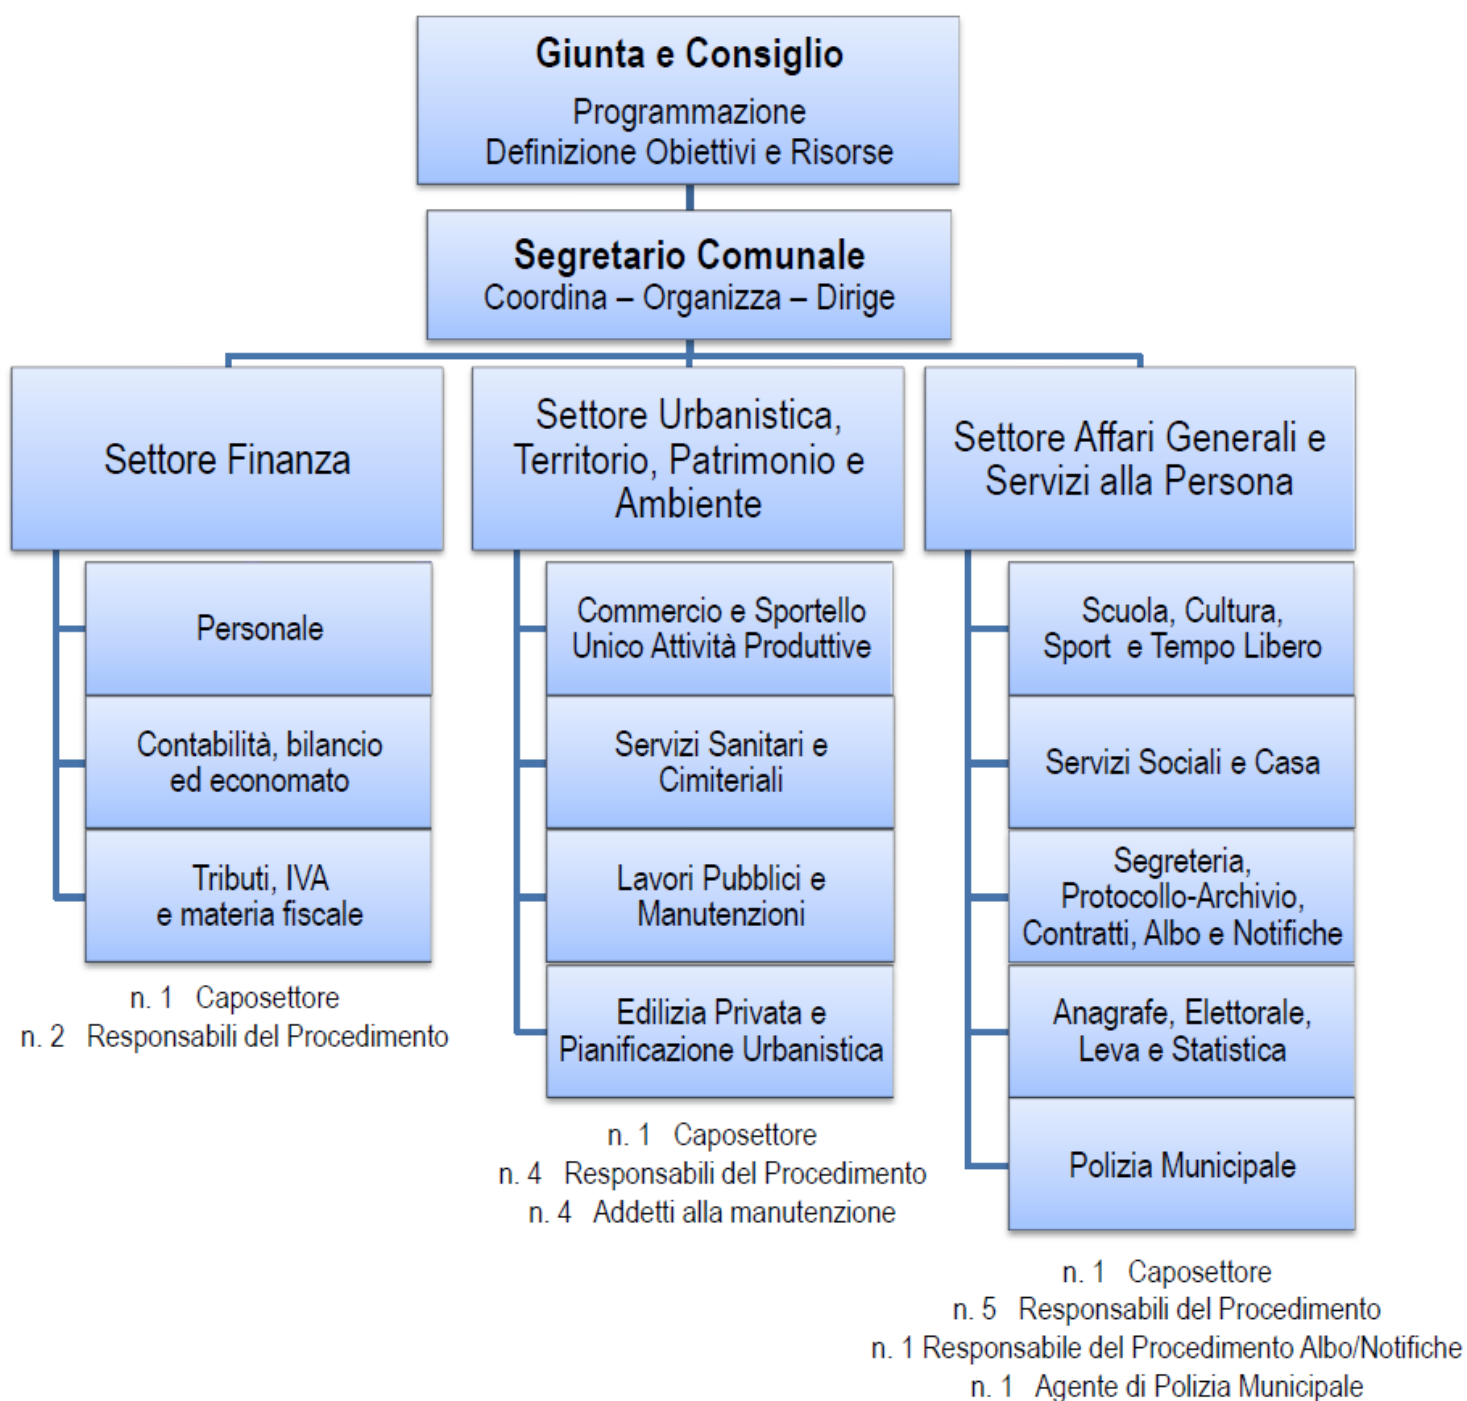 Giunta e Consiglio
Programmazione
Definizione Obiettivi e Risorse
Segretario Comunale
Coordina – Organizza – Dirige
Settore Finanza
Personale
Contabilità, bilancio
ed economato
Tributi, IVA
e materia fiscale
n. 1 Caposettore
n. 2 Responsabili del Procedimento
Settore Urbanistica,
Territorio, Patrimonio e
Ambiente
Commercio e Sportello
Unico Attività Produttive
Servizi Sanitari e
Cimiteriali
Lavori Pubblici e
Manutenzioni
Edilizia Privata e
Pianificazione Urbanistica
n. 1 Caposettore
n. 4 Responsabili del Procedimento
n. 4 Addetti alla manutenzione
Settore Affari Generali e
Servizi alla Persona
Scuola, Cultura,
Sport e Tempo Libero
Servizi Sociali e Casa
Segreteria,
Protocollo-Archivio,
Contratti, Albo e Notifiche
Anagrafe, Elettorale,
Leva e Statistica
Polizia Municipale
n. 1 Caposettore
n. 5 Responsabili del Procedimento
n. 1 Responsabile del Procedimento Albo/Notifiche
n. 1 Agente di Polizia Municipale